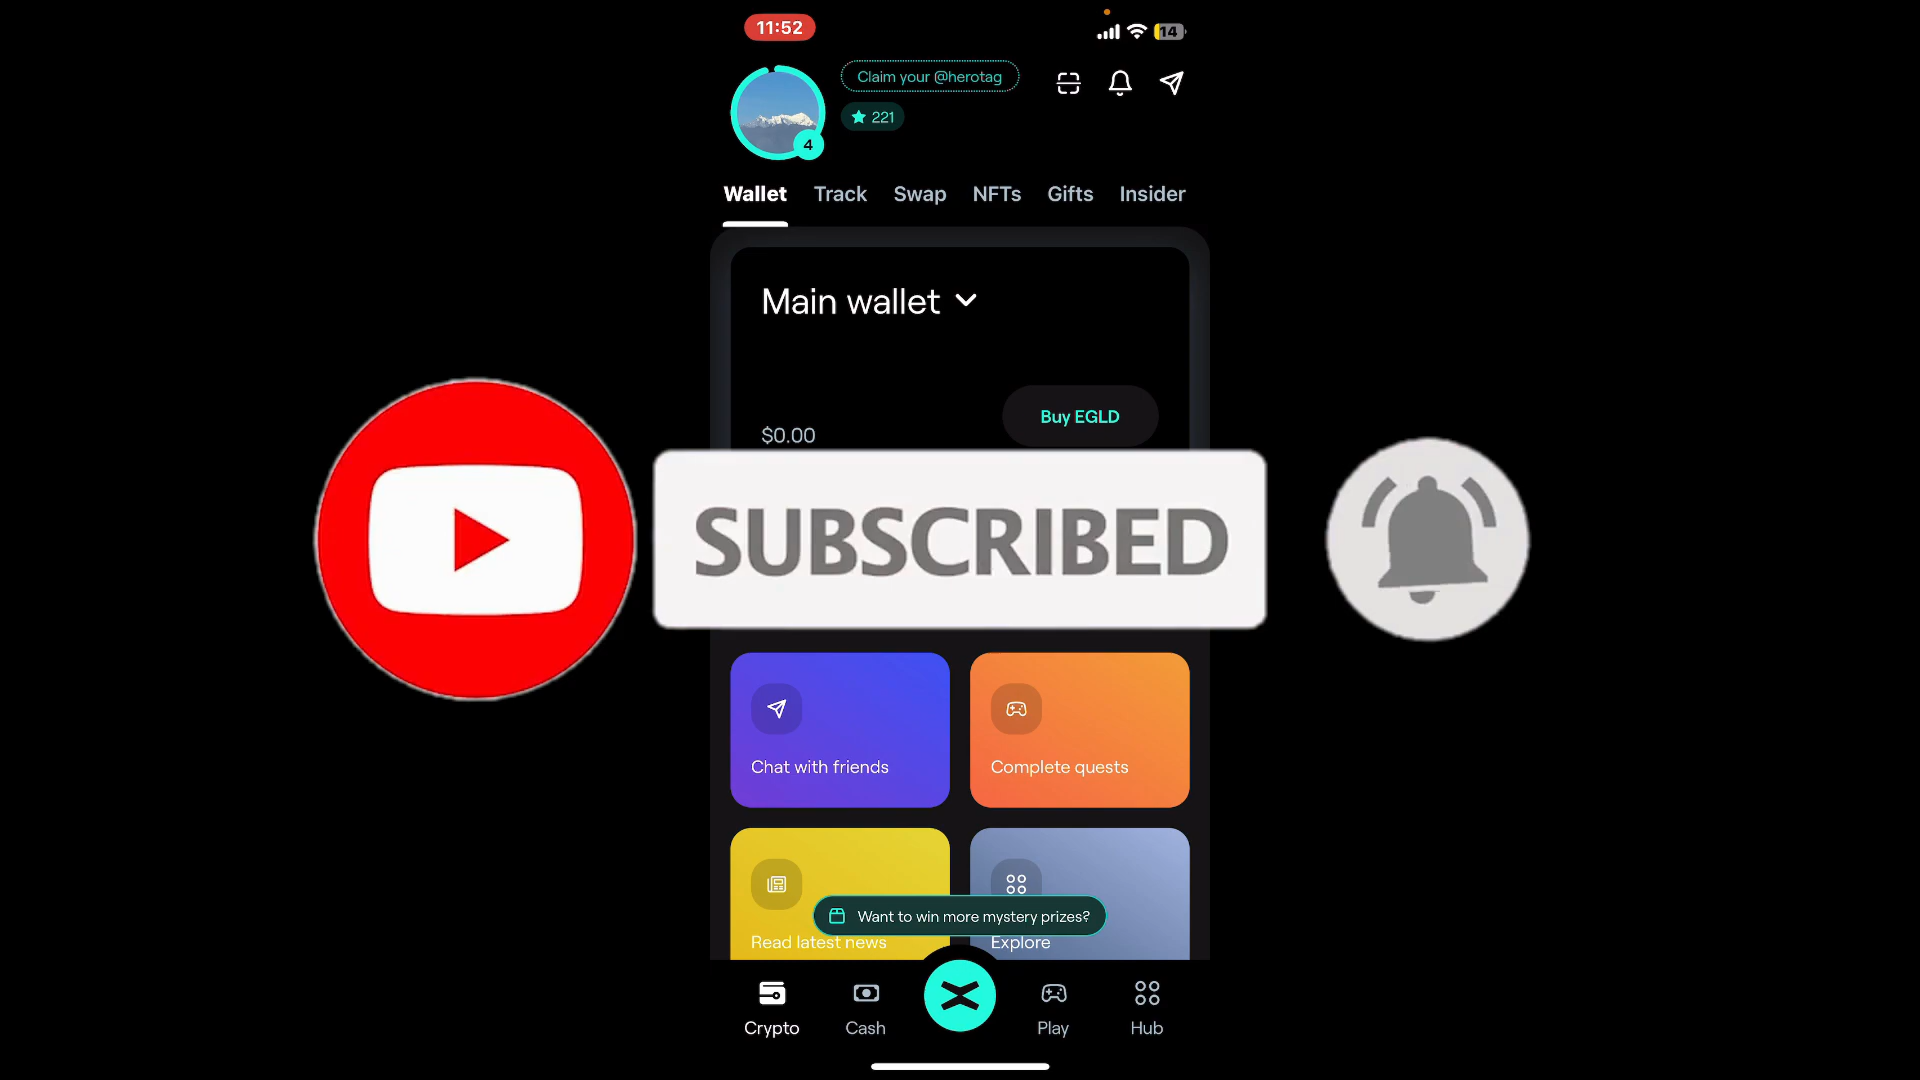 11:52
14
Claim your @herotag
221
4
Wallet Track Swap NFTs Gifts Insider
Main wallet
Buy EGLD
$0.00
SUBSCRIBED
Chat with friends
Complete quests
Want to win more mystery prizes?
Read latest news
Explore
Crypto Cash Play Hub